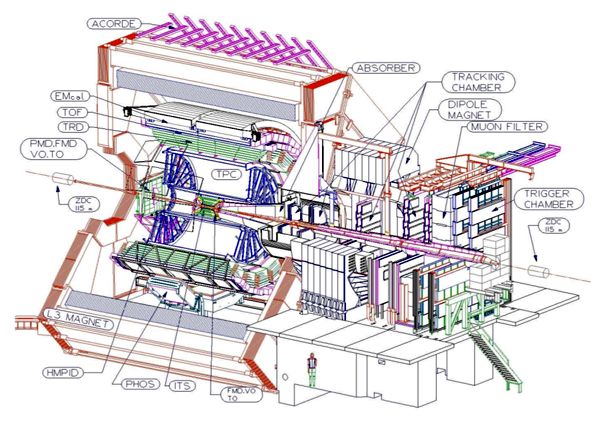 ACORDE
ABSORBER
TRACKING
CHAMBER
EMcal
TOF
DIPOLE
MAGNET
TRD
MUON FILTER
PMD.FMD
V0.T0
TPC
TRIGGER
CHAMBER
ZDC
115 m
ZDC
115 m
L3 MAGNET
HMPID
PHOS
ITS
FMD.V0
T0